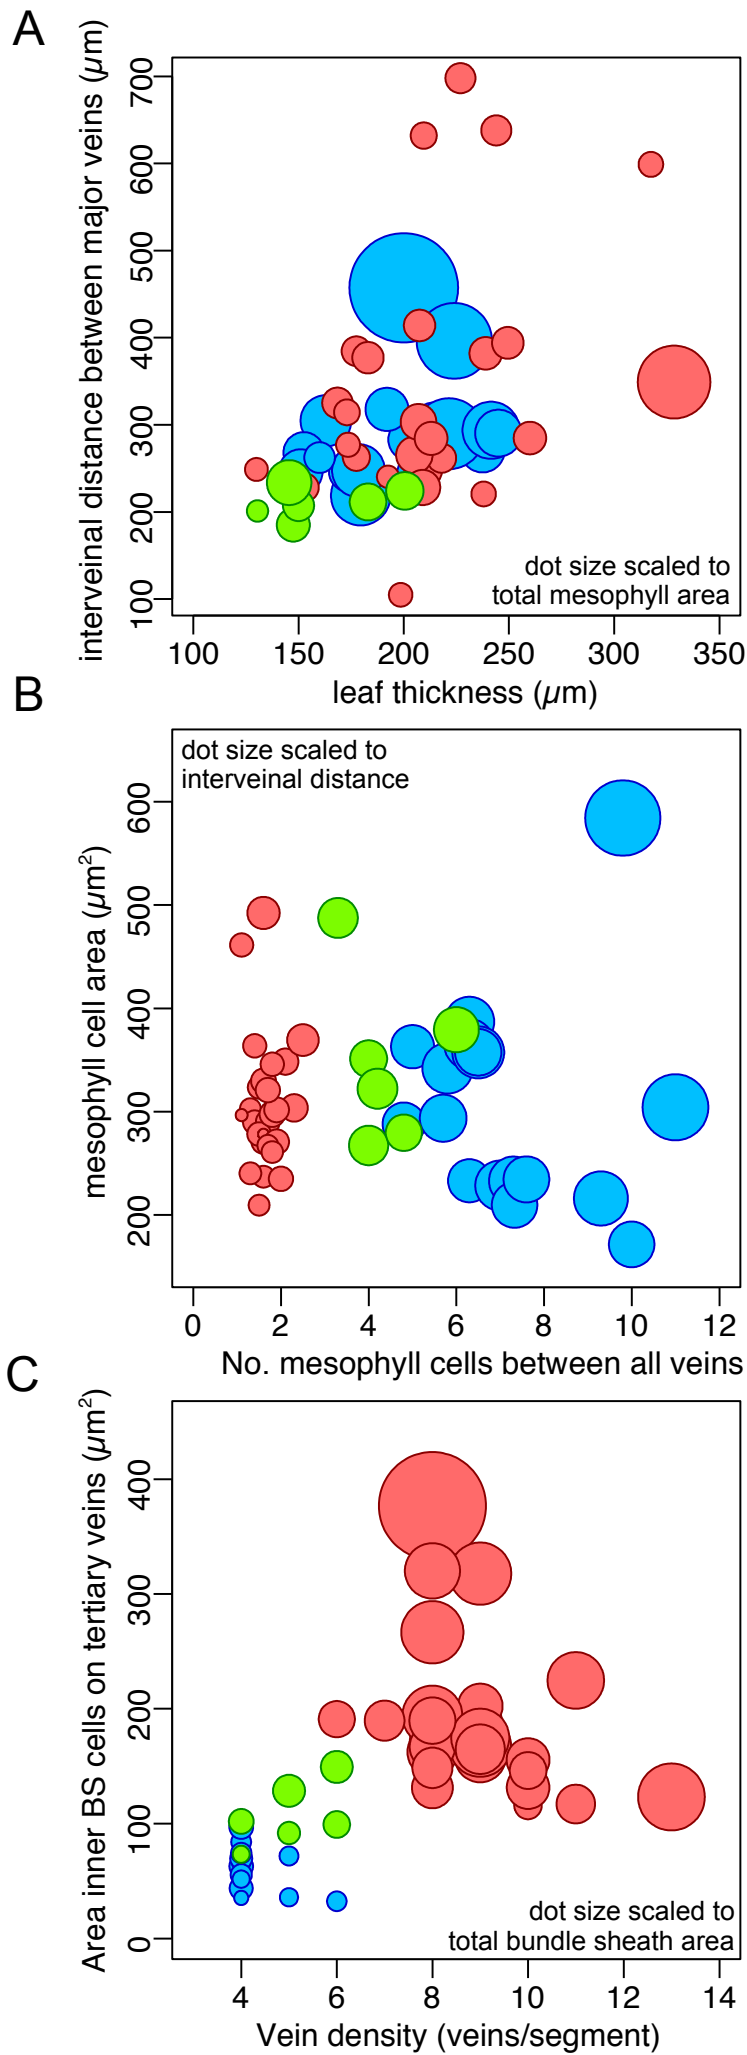 A
interveinal distance between major veins (μm)
700
600
500
400
300
200
100
dot size scaled to
total mesophyll area
100 150 200 250 300 350
leaf thickness (μm)
B
dot size scaled to
interveinal distance
mesophyll cell area (μm²)
600
500
400
300
200
0 2 4 6 8 10 12
No. mesophyll cells between all veins
C
Area inner BS cells on tertiary veins (μm²)
400
300
200
100
0
dot size scaled to
total bundle sheath area
4 6 8 10 12 14
Vein density (veins/segment)